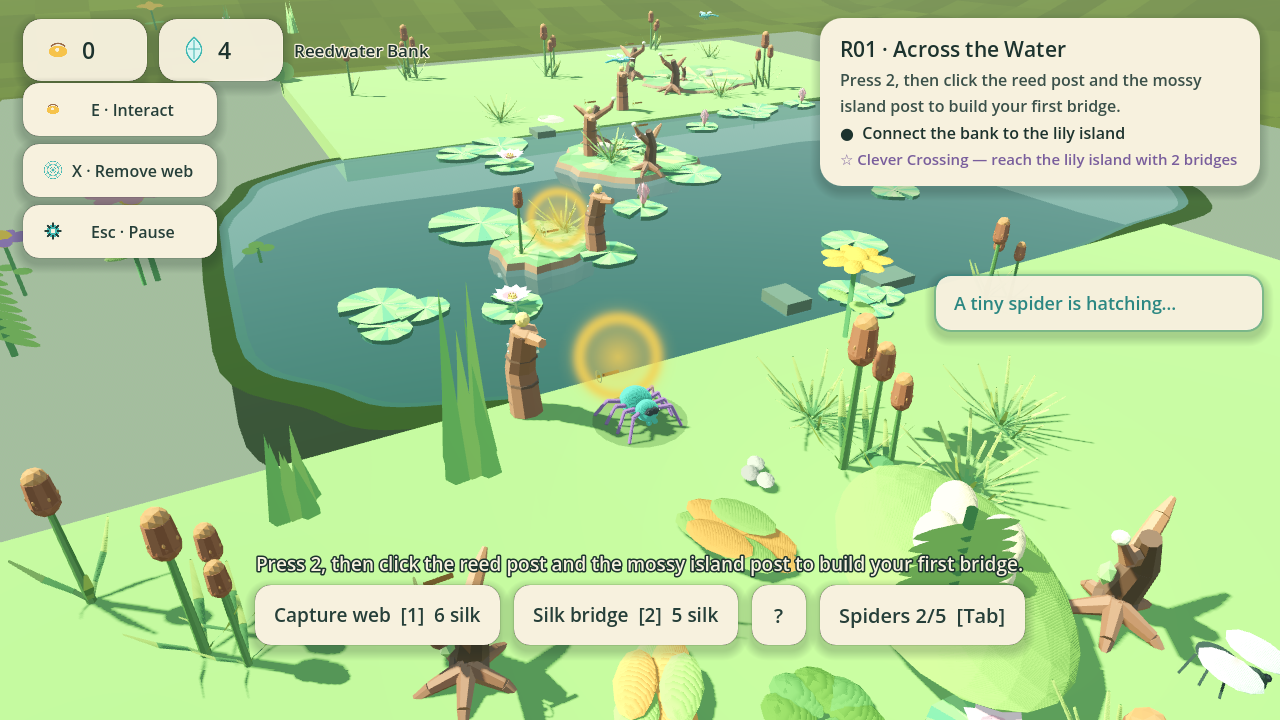 0
4
Reedwater Bank
E · Interact
X · Remove web
Esc · Pause
R01 · Across the Water
Press 2, then click the reed post and the mossy
island post to build your first bridge.
● Connect the bank to the lily island
☆ Clever Crossing — reach the lily island with 2 bridges
A tiny spider is hatching...
Press 2, then click the reed post and the mossy island post to build your first bridge.
Capture web [1] 6 silk
Silk bridge [2] 5 silk
?
Spiders 2/5 [Tab]